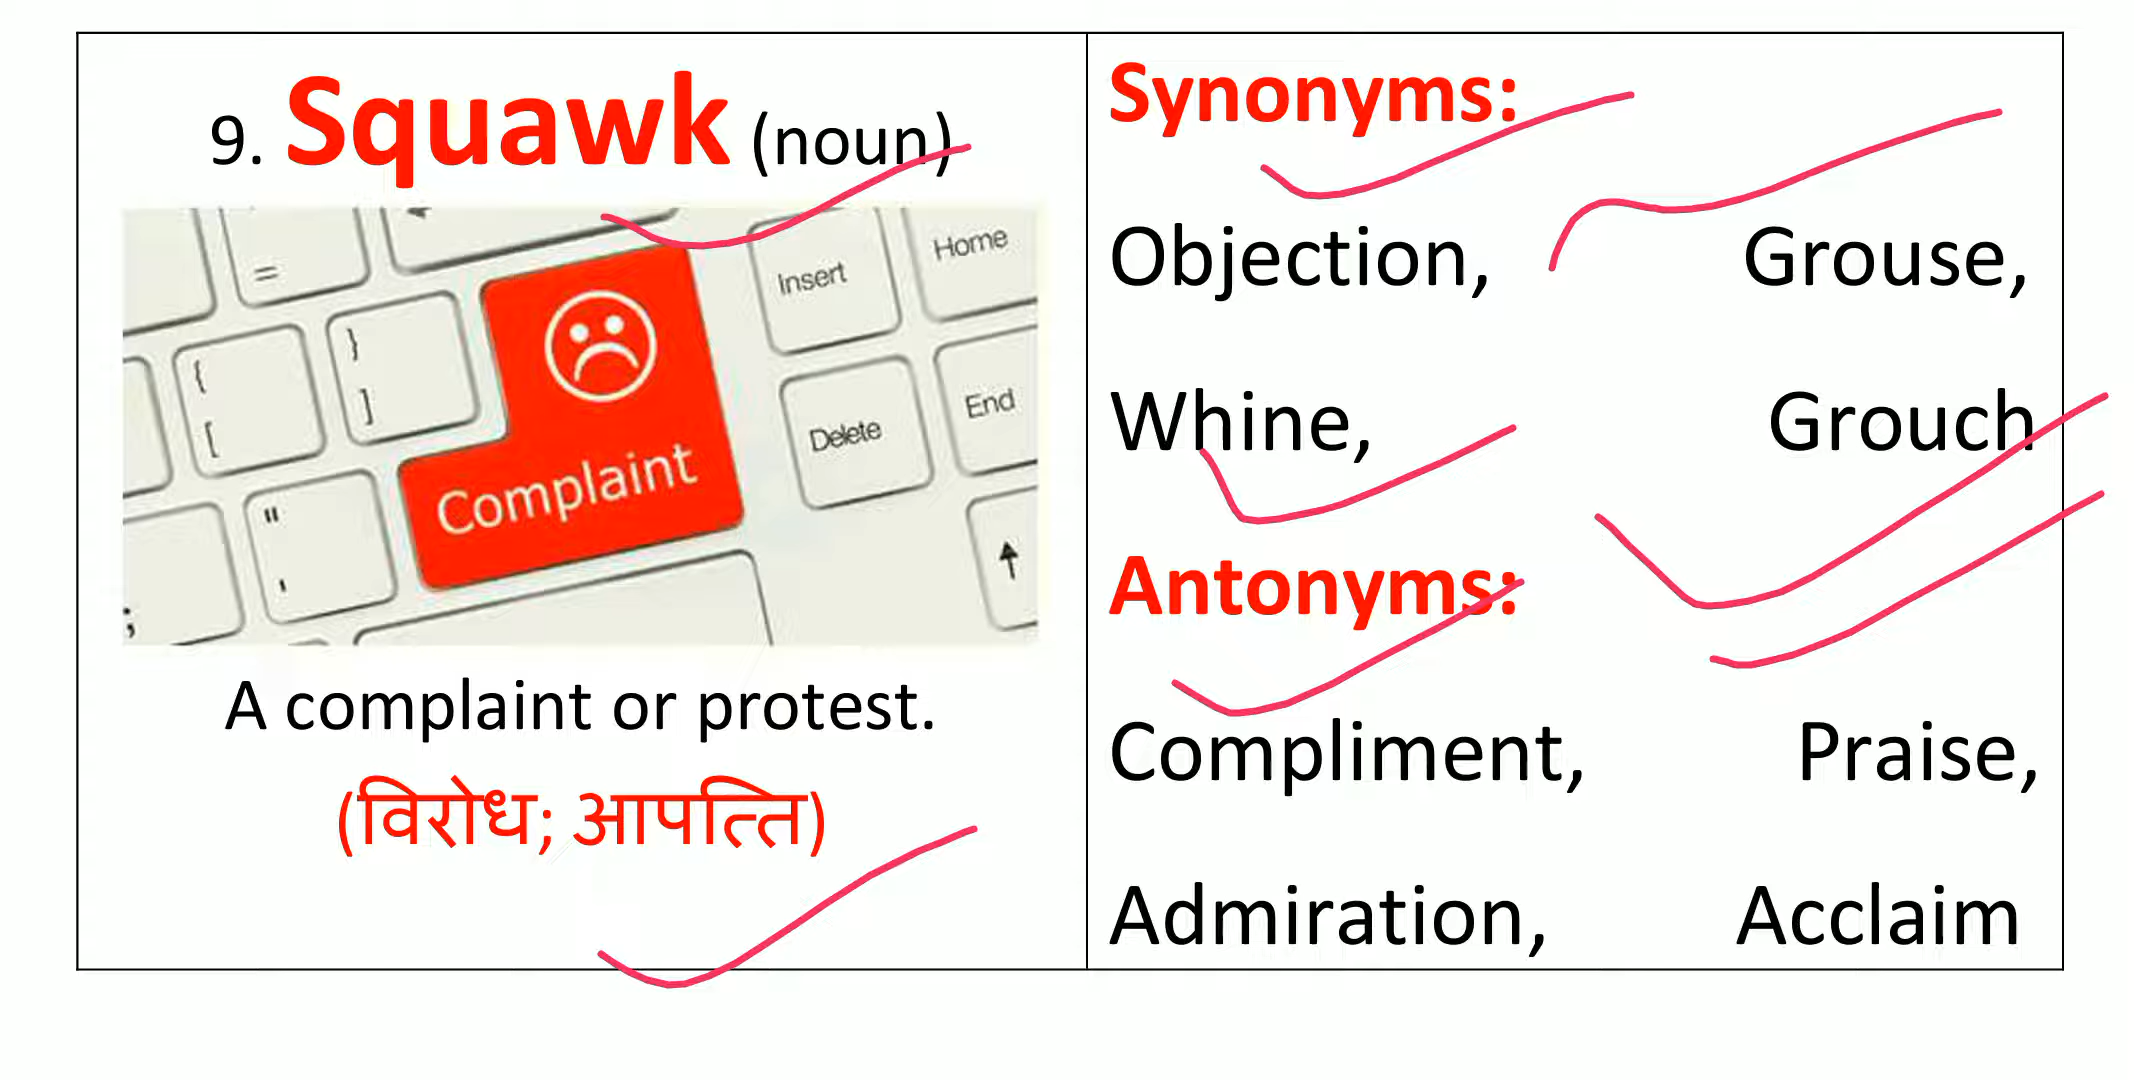 9. Squawk (noun)
=
Insert
Home
{
[
}
]
Delete
End
Complaint
"
'
;
A complaint or protest.
(विरोध; आपत्ति)
Synonyms:
Objection, Grouse,
Whine, Grouch
Antonyms:
Compliment, Praise,
Admiration, Acclaim